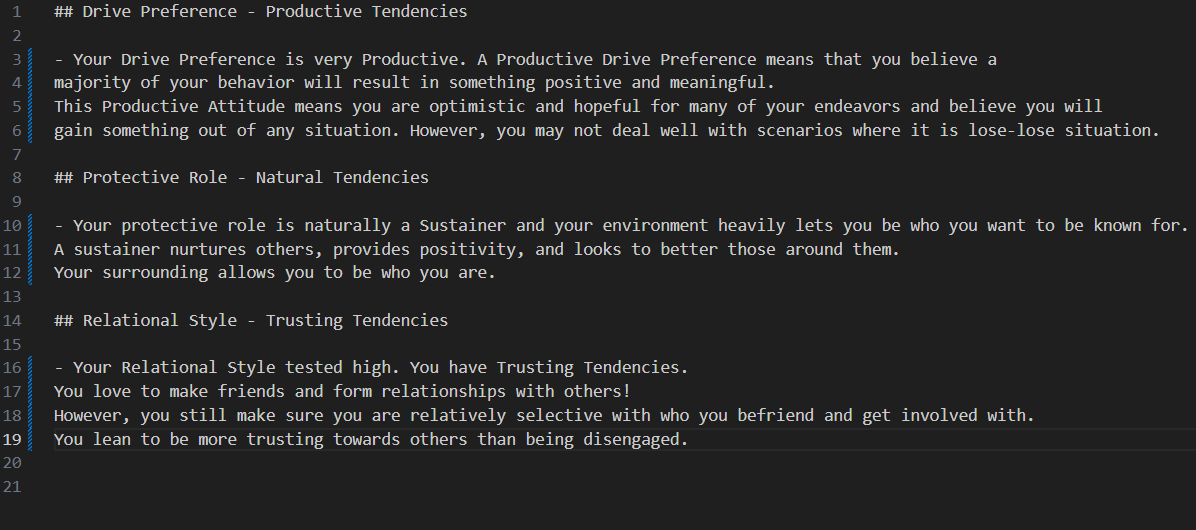 1 ## Drive Preference - Productive Tendencies
2
3 - Your Drive Preference is very Productive. A Productive Drive Preference means that you believe a
4 majority of your behavior will result in something positive and meaningful.
5 This Productive Attitude means you are optimistic and hopeful for many of your endeavors and believe you will
6 gain something out of any situation. However, you may not deal well with scenarios where it is lose-lose situation.
7
8 ## Protective Role - Natural Tendencies
9
10 - Your protective role is naturally a Sustainer and your environment heavily lets you be who you want to be known for.
11 A sustainer nurtures others, provides positivity, and looks to better those around them.
12 Your surrounding allows you to be who you are.
13
14 ## Relational Style - Trusting Tendencies
15
16 - Your Relational Style tested high. You have Trusting Tendencies.
17 You love to make friends and form relationships with others!
18 However, you still make sure you are relatively selective with who you befriend and get involved with.
19 You lean to be more trusting towards others than being disengaged.
20
21